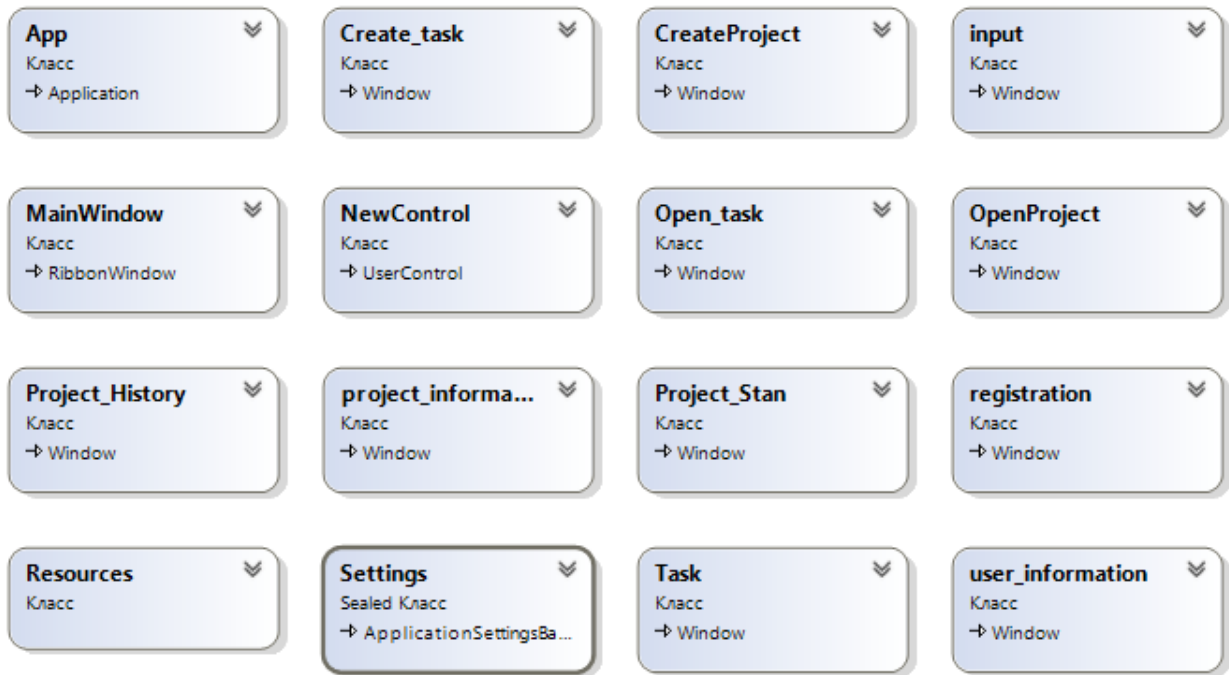 App
Класс
Application
Create_task
Класс
Window
CreateProject
Класс
Window
input
Класс
Window
MainWindow
Класс
RibbonWindow
NewControl
Класс
UserControl
Open_task
Класс
Window
OpenProject
Класс
Window
Project_History
Класс
Window
project_informa...
Класс
Window
Project_Stan
Класс
Window
registration
Класс
Window
Resources
Класс
Settings
Sealed Класс
ApplicationSettingsBa...
Task
Класс
Window
user_information
Класс
Window